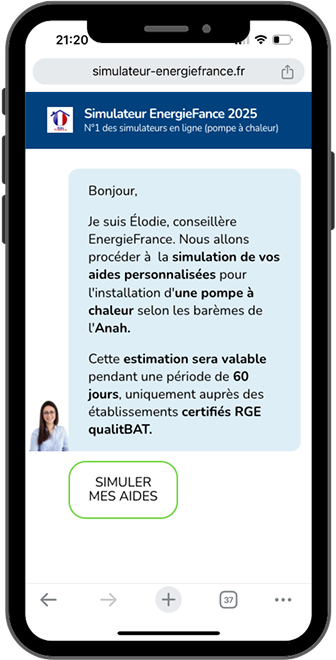 21:20
simulateur-energiefrance.fr
Simulateur EnergieFance 2025
N°1 des simulateurs en ligne (pompe à chaleur)
Bonjour,
Je suis Élodie, conseillère
EnergieFrance. Nous allons
procéder à la simulation de vos
aides personnalisées pour
l'installation d'une pompe à
chaleur selon les barèmes de
l'Anah.
Cette estimation sera valable
pendant une période de 60
jours, uniquement auprès des
établissements certifiés RGE
qualitBAT.
SIMULER
MES AIDES
37